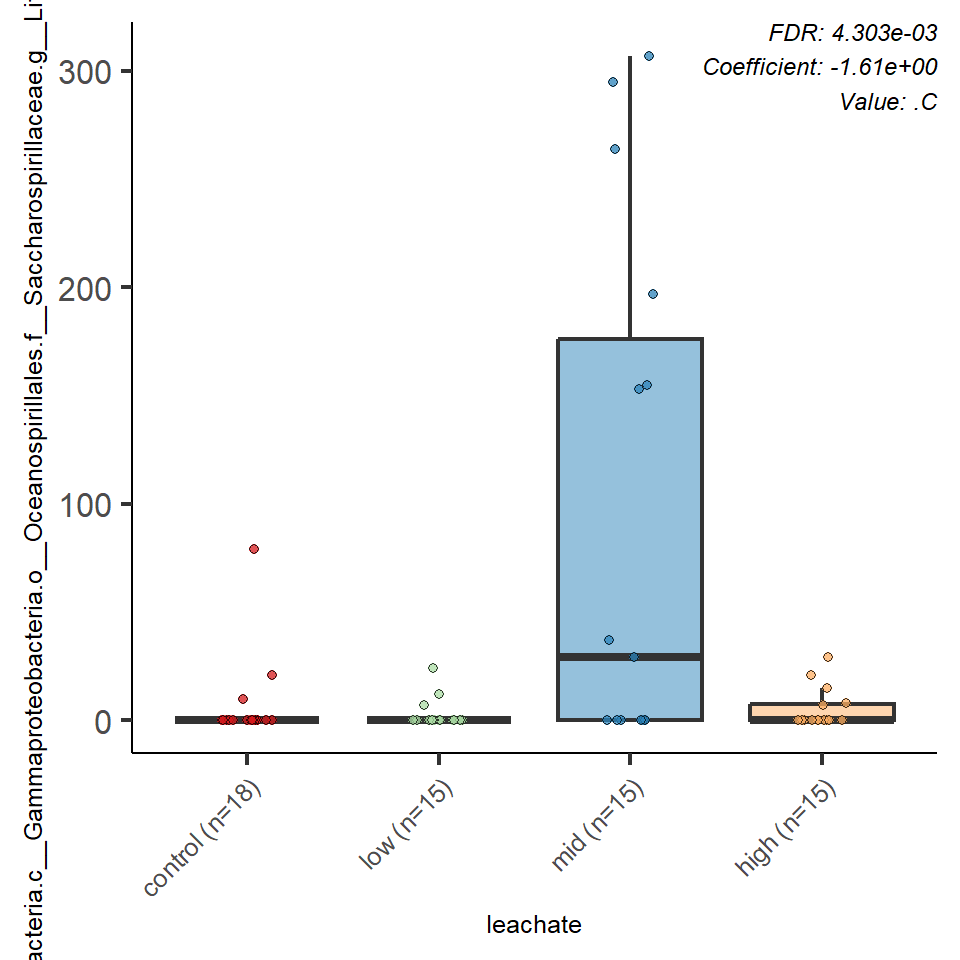 FDR: 4.303e-03
Coefficient: -1.61e+00
Value: .C
acteria.c__Gammaproteobacteria.o__Oceanospirillales.f__Saccharospirillaceae.g__Lit
300
200
100
0
control (n=18)
low (n=15)
mid (n=15)
high (n=15)
leachate